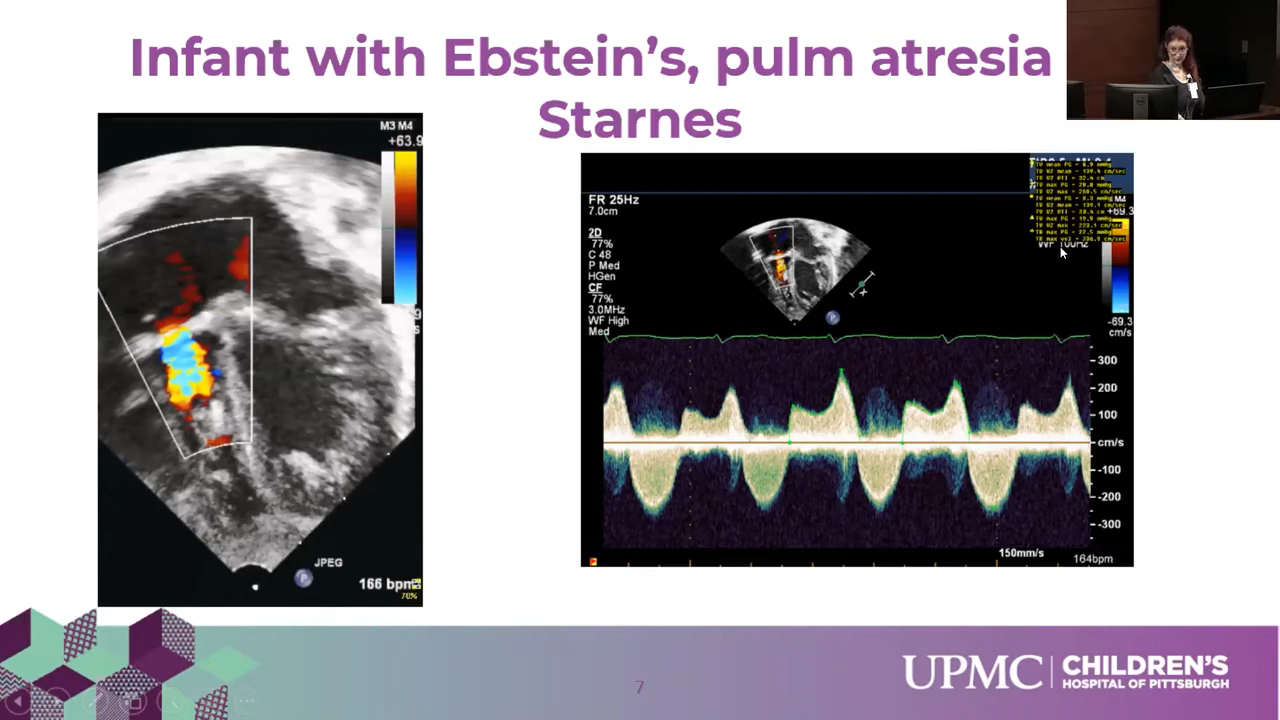 Infant with Ebstein's, pulm atresia
Starnes
M3 M4
+63.9
JPEG
P
166 bpm
70%
FR 25Hz
7.0cm
2D
77%
C 48
P Med
HGen
CF
77%
3.0MHz
WF High
Med
P
+69.3
-69.3
cm/s
300
200
100
cm/s
-100
-200
-300
150mm/s
164bpm
7
UPMC
CHILDREN'S
HOSPITAL OF PITTSBURGH